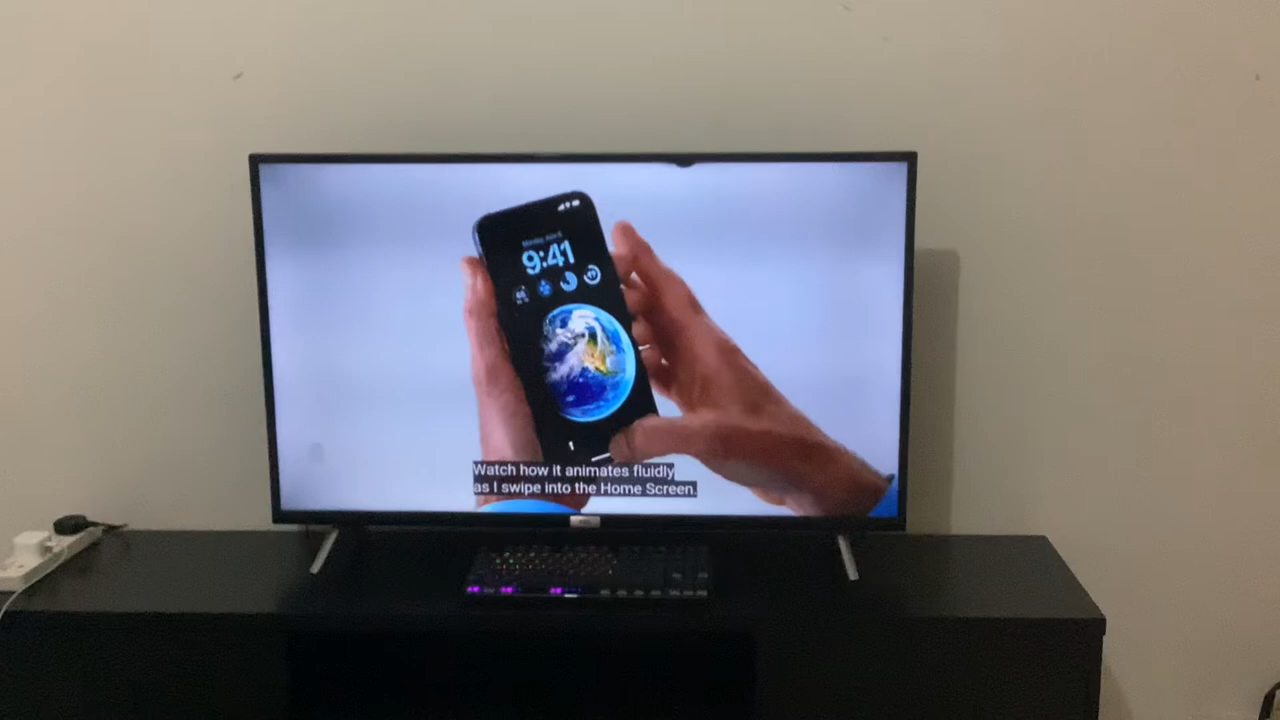 9:41
Watch how it animates fluidly
as I swipe into the Home Screen.